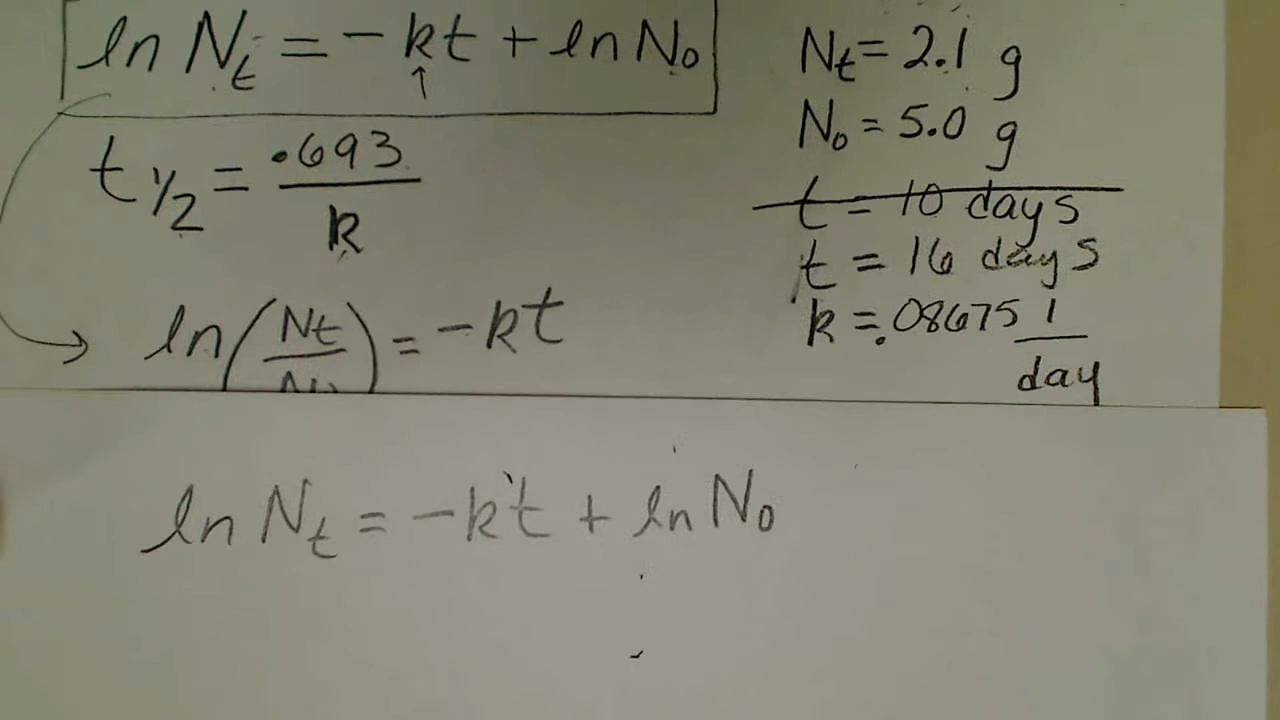 ln Nt = -kt + ln N₀
↑
t 1/2 = .693 / k
→ ln(Nt/N₀) = -kt
Nt = 2.1 g
N₀ = 5.0 g
t = 10 days
t = 16 days
k = .08675 1/day
ln Nt = -kt + ln N₀